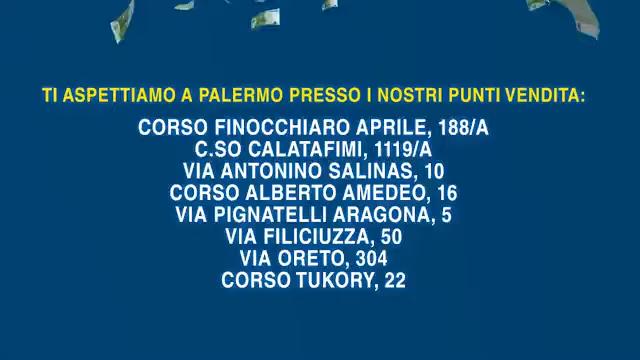 TI ASPETTIAMO A PALERMO PRESSO I NOSTRI PUNTI VENDITA:
CORSO FINOCCHIARO APRILE, 188/A
C.SO CALATAFIMI, 1119/A
VIA ANTONINO SALINAS, 10
CORSO ALBERTO AMEDEO, 16
VIA PIGNATELLI ARAGONA, 5
VIA FILICIUZZA, 50
VIA ORETO, 304
CORSO TUKORY, 22